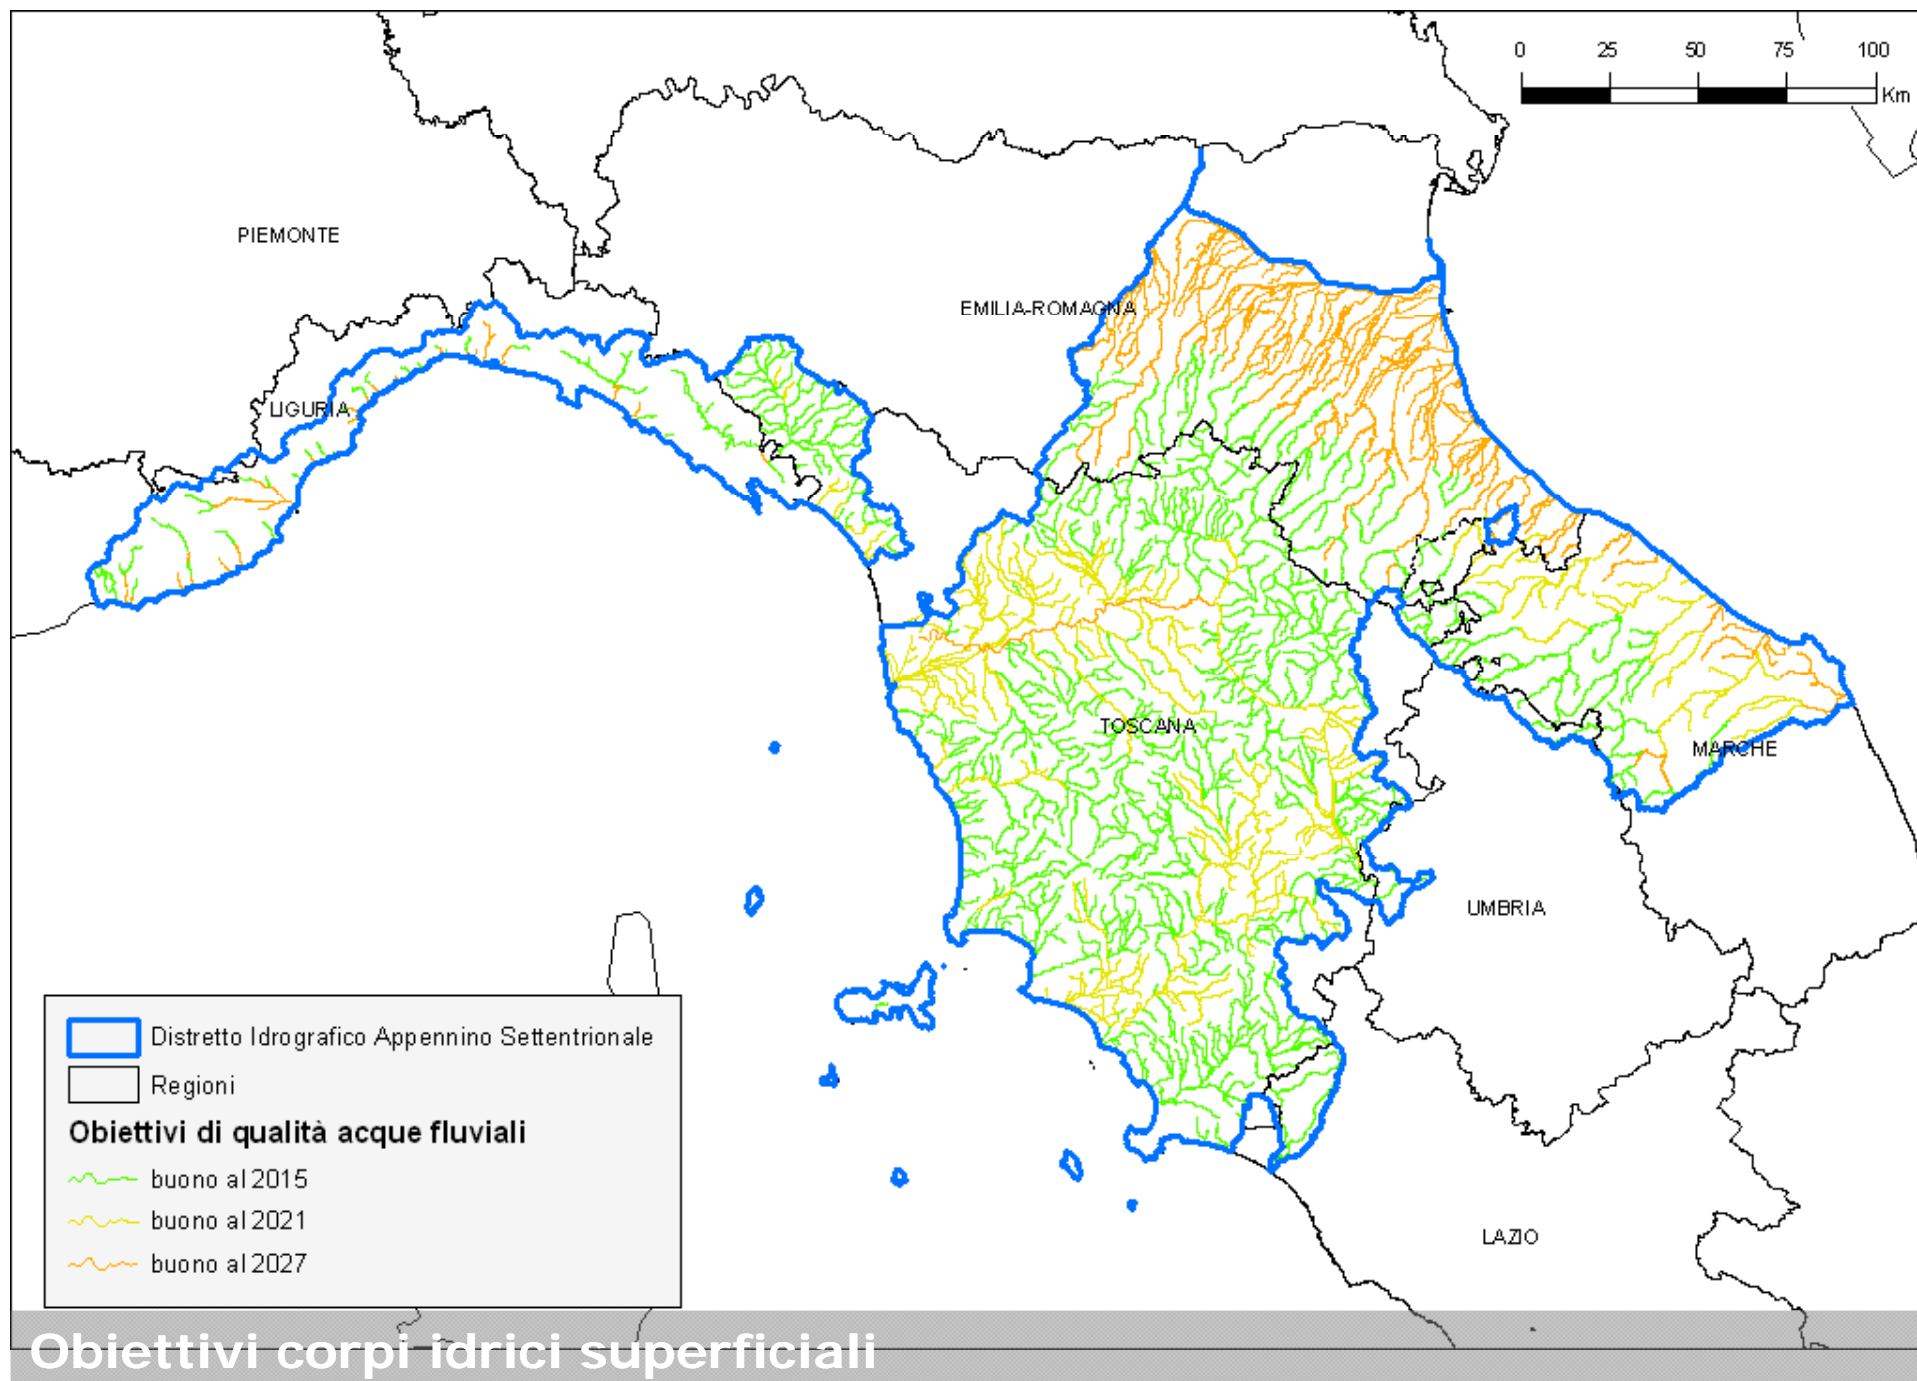 0 25 50 75 100
Km
PIEMONTE
EMILIA-ROMAGNA
LIGURIA
TOSCANA
MARCHE
UMBRIA
LAZIO
Distretto Idrografico Appennino Settentrionale
Regioni
Obiettivi di qualità acque fluviali
buono al 2015
buono al 2021
buono al 2027
Obiettivi corpi idrici superficiali